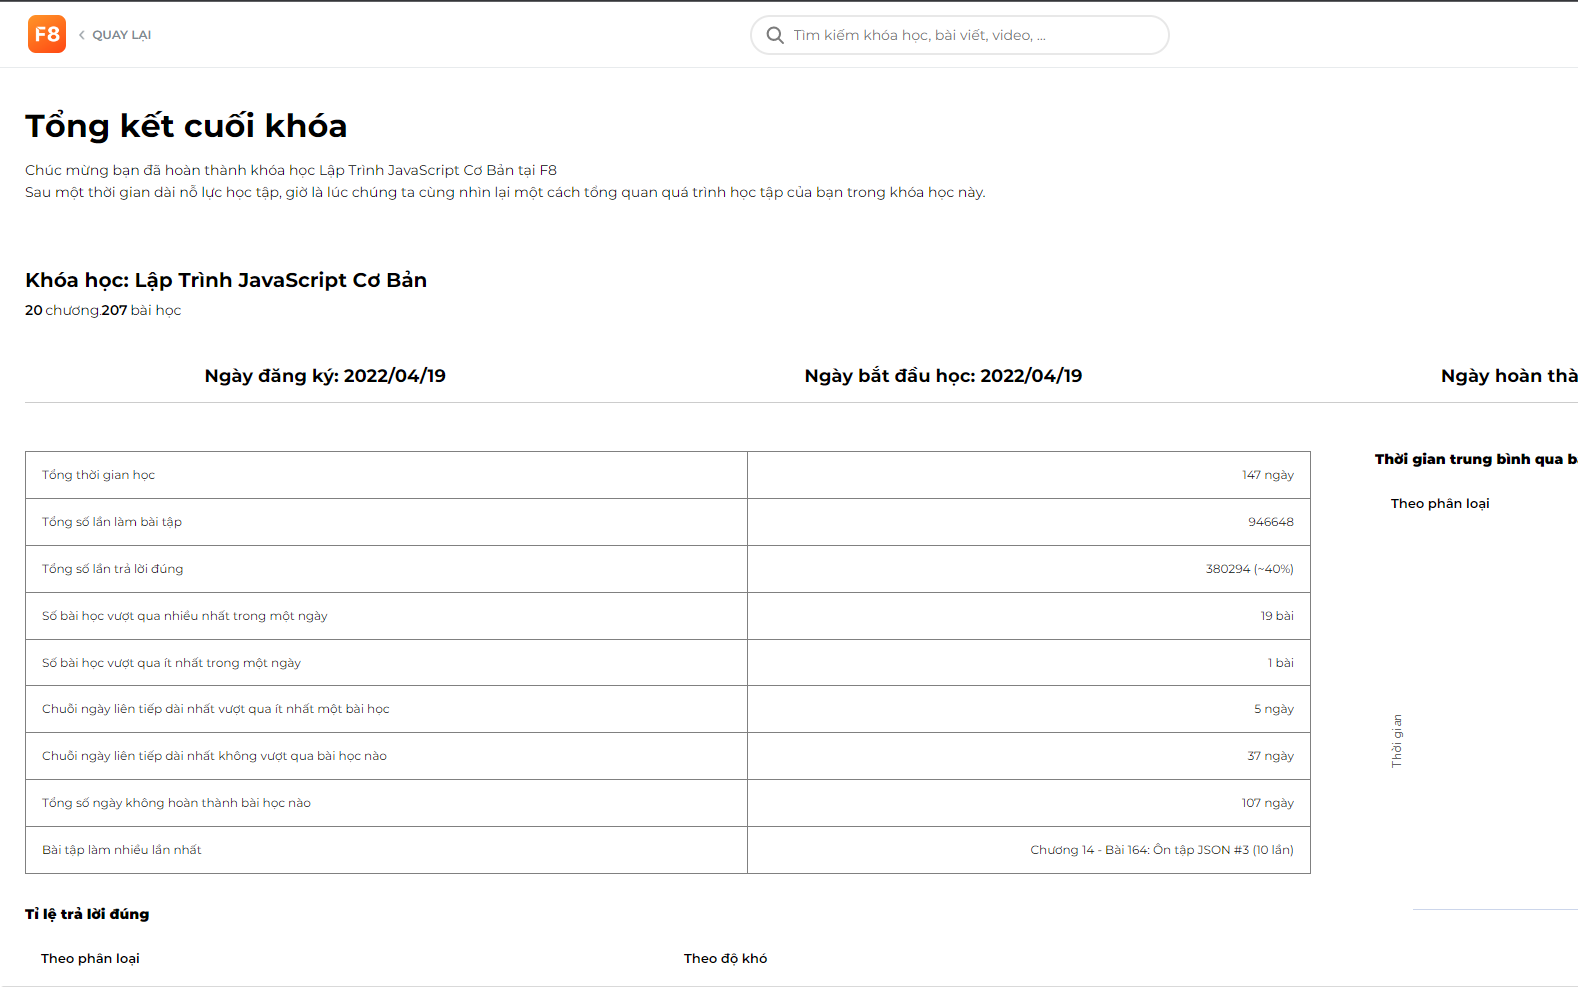 F8 QUAY LẠI
Tìm kiếm khóa học, bài viết, video, ...
Tổng kết cuối khóa
Chúc mừng bạn đã hoàn thành khóa học Lập Trình JavaScript Cơ Bản tại F8
Sau một thời gian dài nỗ lực học tập, giờ là lúc chúng ta cùng nhìn lại một cách tổng quan quá trình học tập của bạn trong khóa học này.
Khóa học: Lập Trình JavaScript Cơ Bản
20 chương.207 bài học
Ngày đăng ký: 2022/04/19
Ngày bắt đầu học: 2022/04/19
Ngày hoàn thà
Tổng thời gian học 147 ngày
Tổng số lần làm bài tập 946648
Tổng số lần trả lời đúng 380294 (~40%)
Số bài học vượt qua nhiều nhất trong một ngày 19 bài
Số bài học vượt qua ít nhất trong một ngày 1 bài
Chuỗi ngày liên tiếp dài nhất vượt qua ít nhất một bài học 5 ngày
Chuỗi ngày liên tiếp dài nhất không vượt qua bài học nào 37 ngày
Tổng số ngày không hoàn thành bài học nào 107 ngày
Bài tập làm nhiều lần nhất Chương 14 - Bài 164: Ôn tập JSON #3 (10 lần)
Thời gian trung bình qua b
Theo phân loại
Thời gian
Tỉ lệ trả lời đúng
Theo phân loại
Theo độ khó